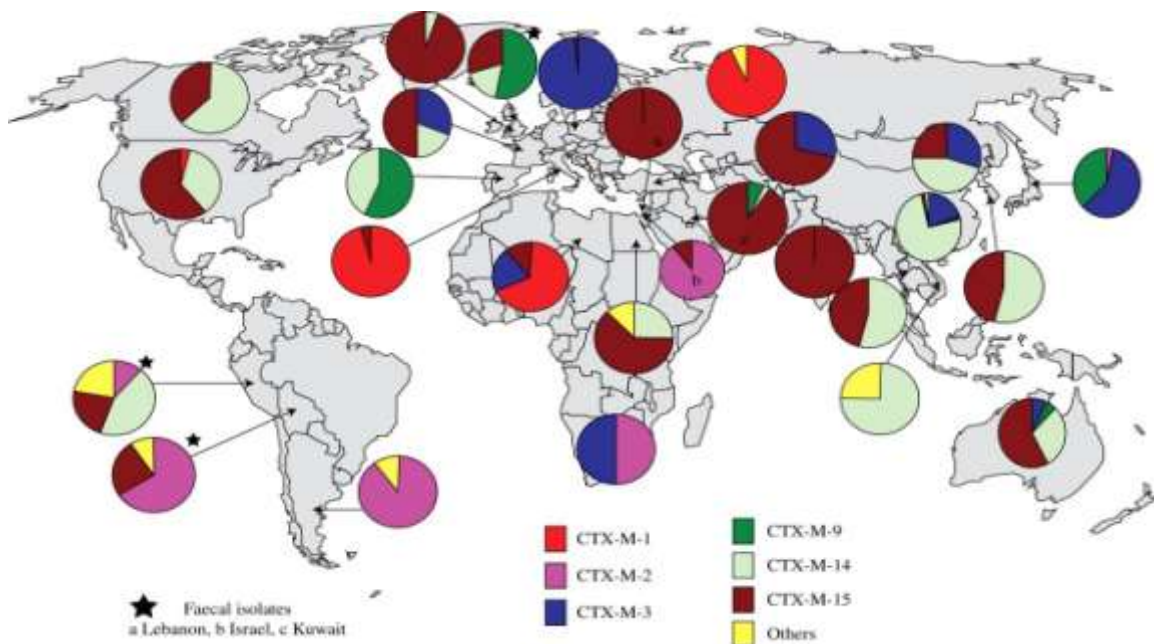 a
b
c
CTX-M-1
CTX-M-2
CTX-M-3
CTX-M-9
CTX-M-14
CTX-M-15
Others
Faecal isolates
a Lebanon, b Israel, c Kuwait